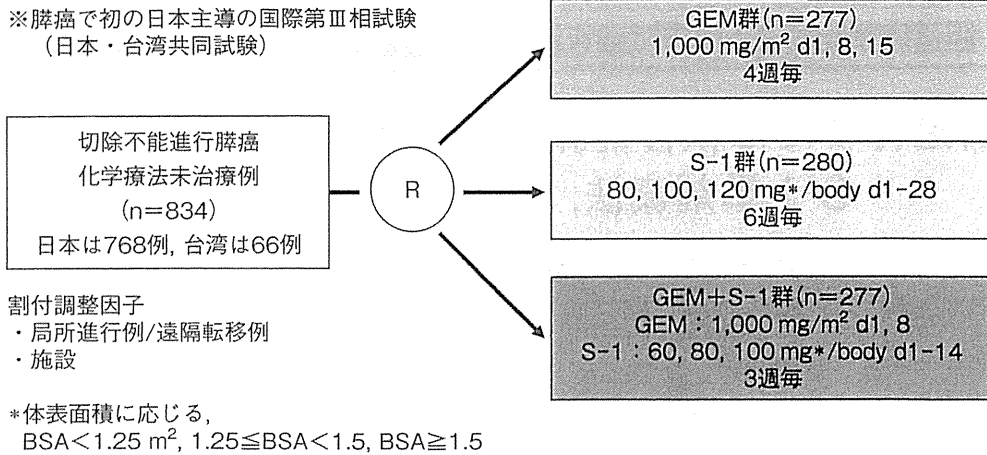 ※膵癌で初の日本主導の国際第Ⅲ相試験
(日本・台湾共同試験)
切除不能進行膵癌
化学療法未治療例
(n=834)
日本は768例, 台湾は66例
R
GEM群(n=277)
1,000 mg/m² d1, 8, 15
4週毎
S-1群(n=280)
80, 100, 120 mg*/body d1-28
6週毎
GEM+S-1群(n=277)
GEM：1,000 mg/m² d1, 8
S-1：60, 80, 100 mg*/body d1-14
3週毎
割付調整因子
・局所進行例/遠隔転移例
・施設
*体表面積に応じる,
BSA<1.25 m², 1.25≦BSA<1.5, BSA≧1.5